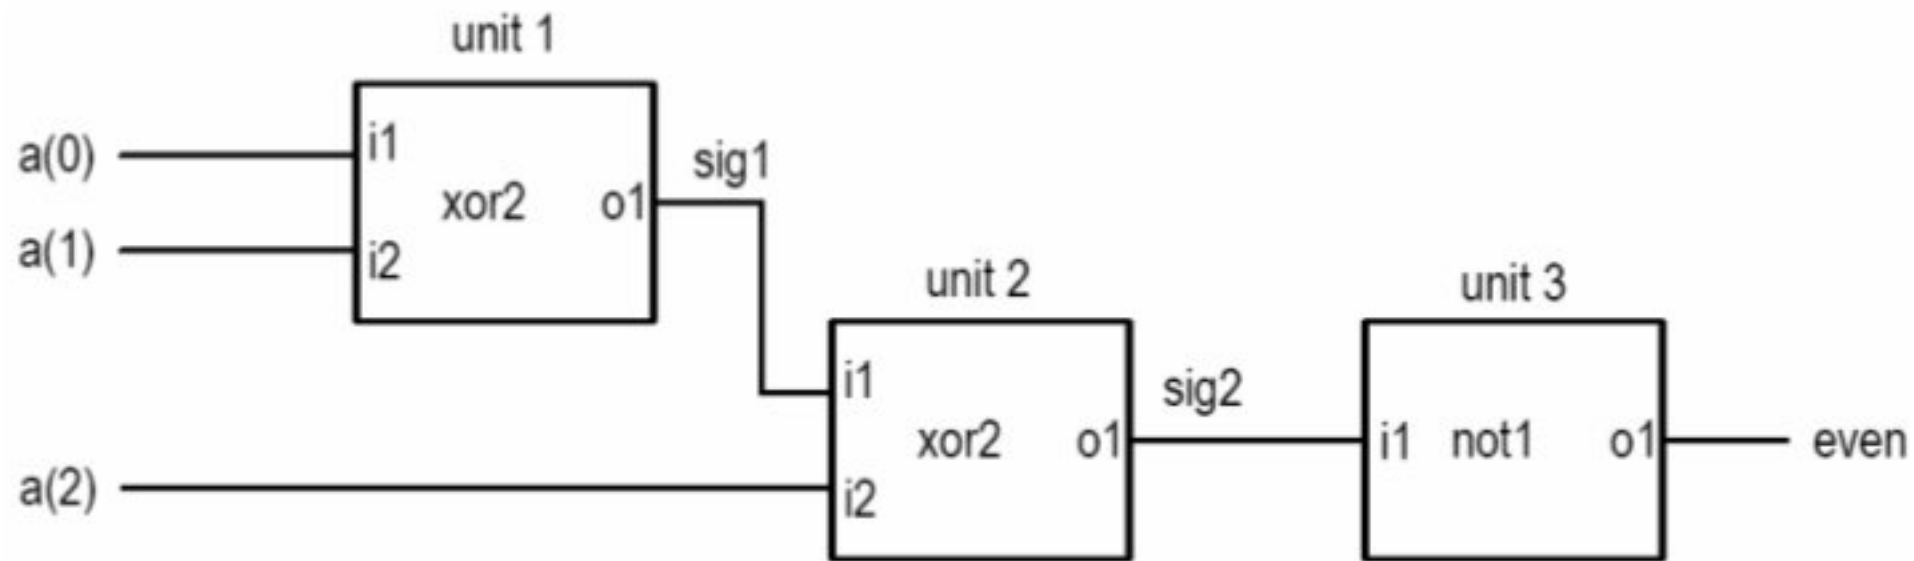 unit 1
a(0)
i1
xor2
o1
sig1
a(1)
i2
unit 2
unit 3
i1
xor2
o1
sig2
i1
not1
o1
even
a(2)
i2